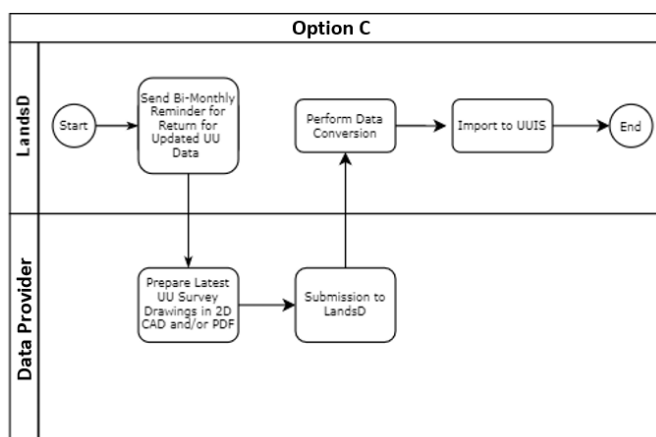 Option C
LandsD
Start
Send Bi-Monthly
Reminder for
Return for
Updated UU
Data
Perform Data
Conversion
Import to UUIS
End
Data Provider
Prepare Latest
UU Survey
Drawings in 2D
CAD and/or PDF
Submission to
LandsD